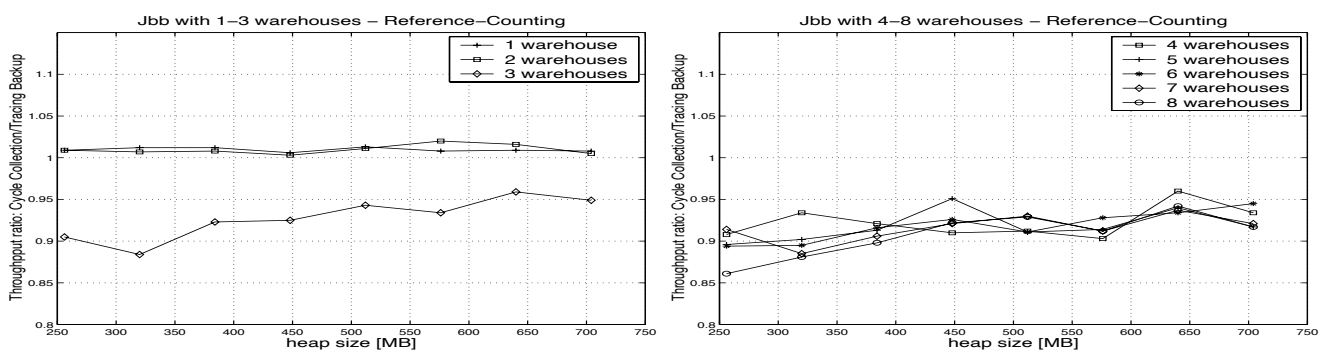 Jbb with 1–3 warehouses – Reference–Counting
Throughpput ratio: Cycle Collection/Tracing Backup
1.1
1.05
1
0.95
0.9
0.85
0.8
1 warehouse
2 warehouses
3 warehouses
250 300 350 400 450 500 550 600 650 700 750
heap size [MB]
Jbb with 4–8 warehouses – Reference–Counting
Throughpput ratio: Cycle Collection/Tracing Backup
1.1
1.05
1
0.95
0.9
0.85
0.8
4 warehouses
5 warehouses
6 warehouses
7 warehouses
8 warehouses
250 300 350 400 450 500 550 600 650 700 750
heap size [MB]